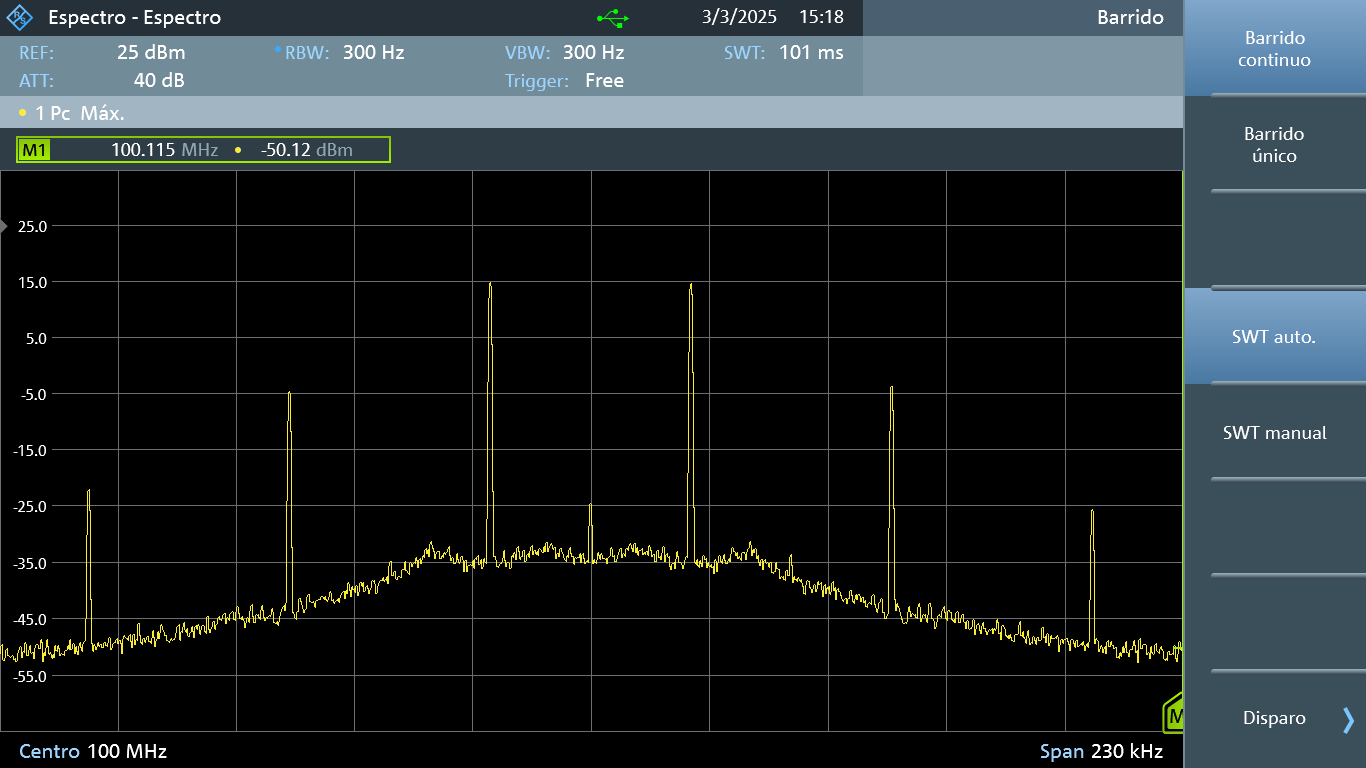 Espectro - Espectro 3/3/2025 15:18 Barrido
REF: 25 dBm RBW: 300 Hz VBW: 300 Hz SWT: 101 ms
ATT: 40 dB Trigger: Free
1 Pc Máx.
M1 100.115 MHz -50.12 dBm
25.0
15.0
5.0
-5.0
-15.0
-25.0
-35.0
-45.0
-55.0
M
Centro 100 MHz Span 230 kHz
Barrido
continuo
Barrido
único
SWT auto.
SWT manual
Disparo